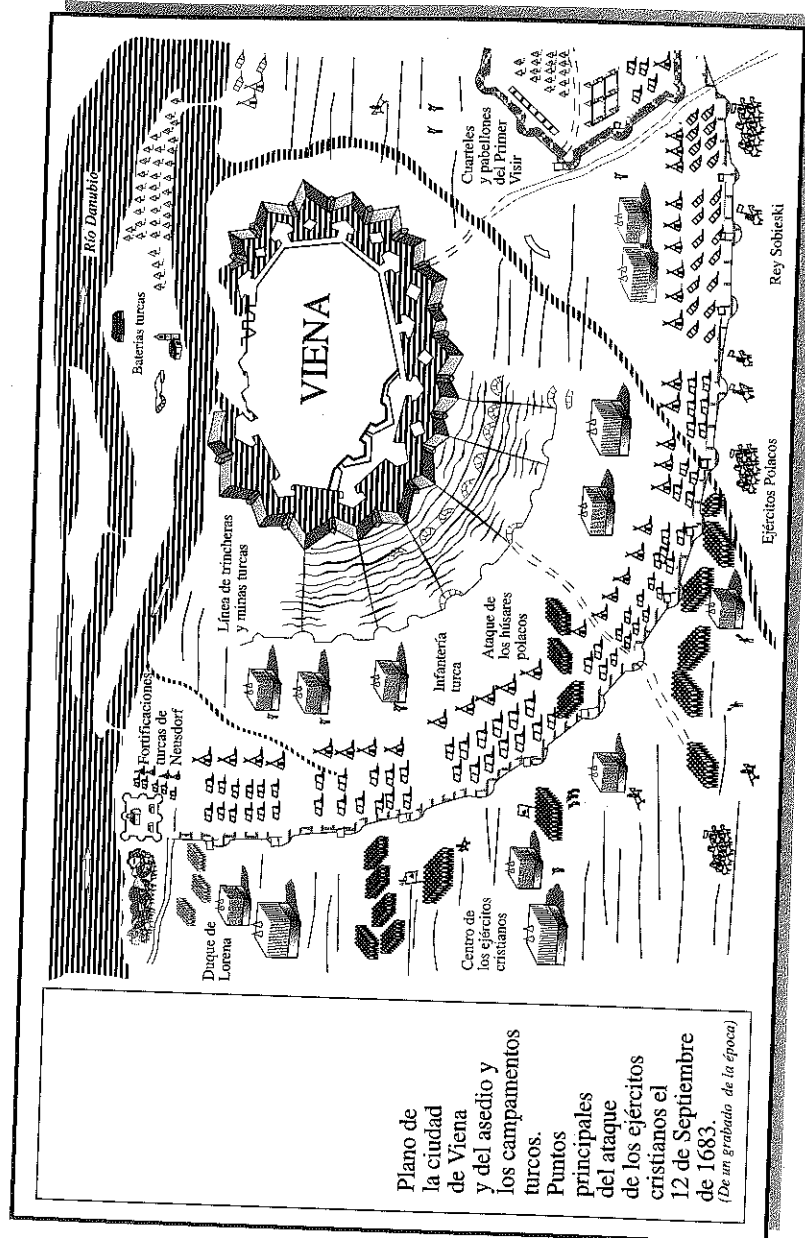 Plano de
la ciudad
de Viena
y del asedio y
los campamentos
turcos.
Puntos
principales
del ataque
de los ejércitos
cristianos el
12 de Septiembre
de 1683.
(De un grabado de la época)
Duque de
Lorena
Centro de
los ejércitos
cristianos
Fortificaciones
turcas de
Neusdorf
Línea de trincheras
y minas turcas
Infantería
turca
Ataque de
los húsares
polacos
Ejércitos Polacos
Baterías turcas
Río Danubio
VIENA
Cuarteles
y pabellones
del Primer
Visir
Rey Sobieski